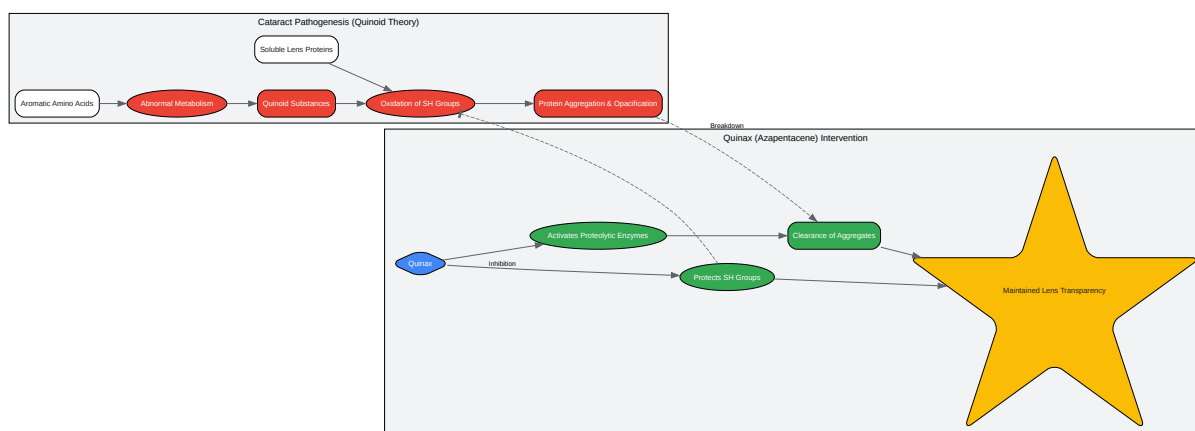 Cataract Pathogenesis (Quinoid Theory)
Soluble Lens Proteins
Aromatic Amino Acids
Abnormal Metabolism
Quinoid Substances
Oxidation of SH Groups
Protein Aggregation & Opacification
Breakdown
Quinax (Azapentacene) Intervention
Activates Proteolytic Enzymes
Clearance of Aggregates
Quinax
Inhibition
Protects SH Groups
Maintained Lens Transparency